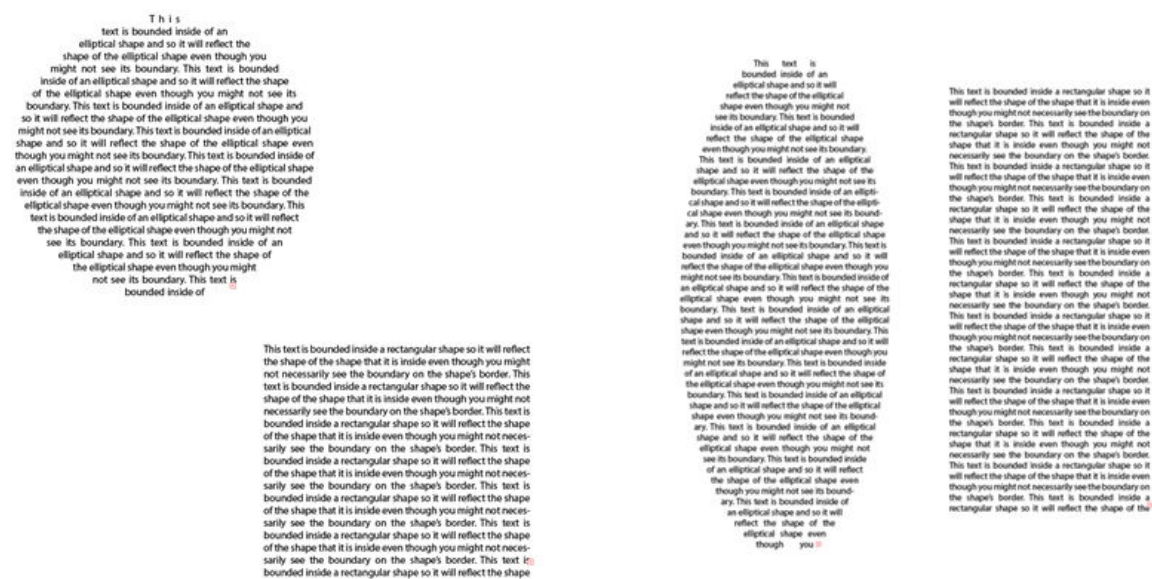 This
text is bounded inside of an
elliptical shape and so it will reflect the
shape of the elliptical shape even though you
might not see its boundary. This text is bounded
inside of an elliptical shape and so it will reflect the shape
of the elliptical shape even though you might not see its
boundary. This text is bounded inside of an elliptical shape and
so it will reflect the shape of the elliptical shape even though you
might not see its boundary. This text is bounded inside of an elliptical
shape and so it will reflect the shape of the elliptical shape even
though you might not see its boundary. This text is bounded inside of
an elliptical shape and so it will reflect the shape of the elliptical shape
even though you might not see its boundary. This text is bounded
inside of an elliptical shape and so it will reflect the shape of the
elliptical shape even though you might not see its boundary. This
text is bounded inside of an elliptical shape and so it will reflect
the shape of the elliptical shape even though you might not
see its boundary. This text is bounded inside of an
elliptical shape and so it will reflect the shape of
the elliptical shape even though you might
not see its boundary. This text is
bounded inside of
This text is bounded inside a rectangular shape so it will reflect
the shape of the shape that it is inside even though you might
not necessarily see the boundary on the shape's border. This
text is bounded inside a rectangular shape so it will reflect the
shape of the shape that it is inside even though you might not
necessarily see the boundary on the shape's border. This text is
bounded inside a rectangular shape so it will reflect the shape
of the shape that it is inside even though you might not neces-
sarily see the boundary on the shape's border. This text is
bounded inside a rectangular shape so it will reflect the shape
of the shape that it is inside even though you might not neces-
sarily see the boundary on the shape's border. This text is
bounded inside a rectangular shape so it will reflect the shape
of the shape that it is inside even though you might not neces-
sarily see the boundary on the shape's border. This text is
bounded inside a rectangular shape so it will reflect the shape
of the shape that it is inside even though you might not neces-
sarily see the boundary on the shape's border. This text is
bounded inside a rectangular shape so it will reflect the shape
This text is
bounded inside of an
elliptical shape and so it will
reflect the shape of the elliptical
shape even though you might not
see its boundary. This text is bounded
inside of an elliptical shape and so it will
reflect the shape of the elliptical shape
even though you might not see its boundary.
This text is bounded inside of an elliptical
shape and so it will reflect the shape of the
elliptical shape even though you might not see its
boundary. This text is bounded inside of an ellipti-
cal shape and so it will reflect the shape of the ellipti-
cal shape even though you might not see its bound-
ary. This text is bounded inside of an elliptical shape
and so it will reflect the shape of the elliptical shape
even though you might not see its boundary. This text is
bounded inside of an elliptical shape and so it will
reflect the shape of the elliptical shape even though you
might not see its boundary. This text is bounded inside of
an elliptical shape and so it will reflect the shape of the
elliptical shape even though you might not see its
boundary. This text is bounded inside of an elliptical
shape and so it will reflect the shape of the elliptical
shape even though you might not see its boundary. This
text is bounded inside of an elliptical shape and so it will
reflect the shape of the elliptical shape even though you
might not see its boundary. This text is bounded inside
of an elliptical shape and so it will reflect the shape of
the elliptical shape even though you might not see its
boundary. This text is bounded inside of an elliptical
shape and so it will reflect the shape of the elliptical
shape even though you might not see its bound-
ary. This text is bounded inside of an elliptical
shape and so it will reflect the shape of the
elliptical shape even though you might not
see its boundary. This text is bounded inside
of an elliptical shape and so it will reflect
the shape of the elliptical shape even
though you might not see its bound-
ary. This text is bounded inside of
an elliptical shape and so it will
reflect the shape of the
elliptical shape even
though you
This text is bounded inside a rectangular shape so it
will reflect the shape of the shape that it is inside even
though you might not necessarily see the boundary on
the shape's border. This text is bounded inside a
rectangular shape so it will reflect the shape of the
shape that it is inside even though you might not
necessarily see the boundary on the shape's border.
This text is bounded inside a rectangular shape so it
will reflect the shape of the shape that it is inside even
though you might not necessarily see the boundary on
the shape's border. This text is bounded inside a
rectangular shape so it will reflect the shape of the
shape that it is inside even though you might not
necessarily see the boundary on the shape's border.
This text is bounded inside a rectangular shape so it
will reflect the shape of the shape that it is inside even
though you might not necessarily see the boundary on
the shape's border. This text is bounded inside a
rectangular shape so it will reflect the shape of the
shape that it is inside even though you might not
necessarily see the boundary on the shape's border.
This text is bounded inside a rectangular shape so it
will reflect the shape of the shape that it is inside even
though you might not necessarily see the boundary on
the shape's border. This text is bounded inside a
rectangular shape so it will reflect the shape of the
shape that it is inside even though you might not
necessarily see the boundary on the shape's border.
This text is bounded inside a rectangular shape so it
will reflect the shape of the shape that it is inside even
though you might not necessarily see the boundary on
the shape's border. This text is bounded inside a
rectangular shape so it will reflect the shape of the
shape that it is inside even though you might not
necessarily see the boundary on the shape's border.
This text is bounded inside a rectangular shape so it
will reflect the shape of the shape that it is inside even
though you might not necessarily see the boundary on
the shape's border. This text is bounded inside a
rectangular shape so it will reflect the shape of the